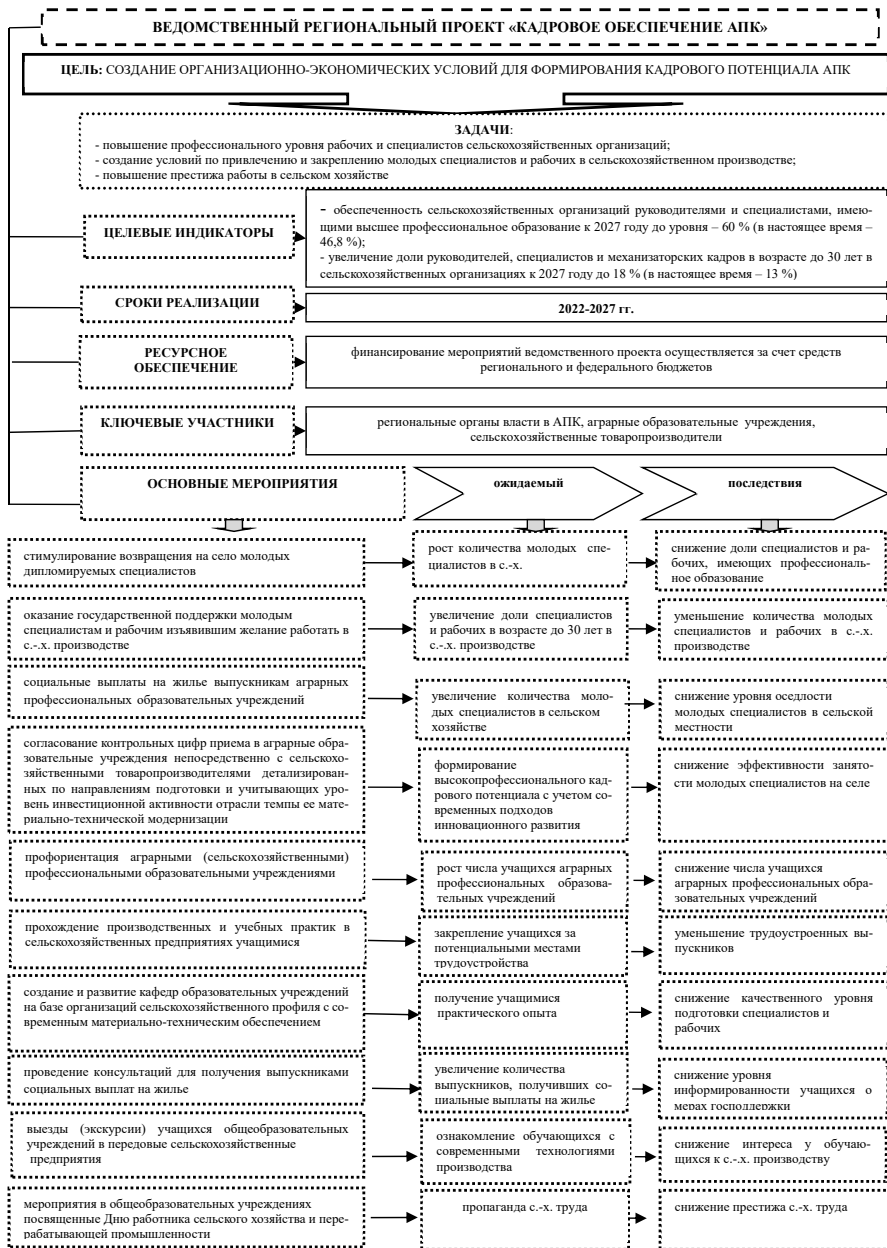 ВЕДОМСТВЕННЫЙ РЕГИОНАЛЬНЫЙ ПРОЕКТ «КАДРОВОЕ ОБЕСПЕЧЕНИЕ АПК»
ЦЕЛЬ: СОЗДАНИЕ ОРГАНИЗАЦИОННО-ЭКОНОМИЧЕСКИХ УСЛОВИЙ ДЛЯ ФОРМИРОВАНИЯ КАДРОВОГО ПОТЕНЦИАЛА АПК
ЗАДАЧИ:
- повышение профессионального уровня рабочих и специалистов сельскохозяйственных организаций;
- создание условий по привлечению и закреплению молодых специалистов и рабочих в сельскохозяйственном производстве;
- повышение престижа работы в сельском хозяйстве
ЦЕЛЕВЫЕ ИНДИКАТОРЫ
- обеспеченность сельскохозяйственных организаций руководителями и специалистами, имею-
щими высшее профессиональное образование к 2027 году до уровня – 60 % (в настоящее время –
46,8 %);
- увеличение доли руководителей, специалистов и механизаторских кадров в возрасте до 30 лет в
сельскохозяйственных организациях к 2027 году до 18 % (в настоящее время – 13 %)
СРОКИ РЕАЛИЗАЦИИ
2022-2027 гг.
РЕСУРСНОЕ
ОБЕСПЕЧЕНИЕ
финансирование мероприятий ведомственного проекта осуществляется за счет средств
регионального и федерального бюджетов
КЛЮЧЕВЫЕ УЧАСТНИКИ
региональные органы власти в АПК, аграрные образовательные учреждения,
сельскохозяйственные товаропроизводители
ОСНОВНЫЕ МЕРОПРИЯТИЯ
ожидаемый
последствия
стимулирование возвращения на село молодых
дипломируемых специалистов
рост количества молодых спе-
циалистов в с.-х.
снижение доли специалистов и ра-
бочих, имеющих профессиональ-
ное образование
оказание государственной поддержки молодым
специалистам и рабочим изъявившим желание работать в
с.-.х. производстве
увеличение доли специалистов
и рабочих в возрасте до 30 лет в
с.-.х. производстве
уменьшение количества молодых
специалистов и рабочих в с.-.х.
производстве
социальные выплаты на жилье выпускникам аграрных
профессиональных образовательных учреждений
увеличение количества моло-
дых специалистов в сельском
хозяйстве
снижение уровня оседлости
молодых специалистов в сельской
местности
согласование контрольных цифр приема в аграрные обра-
зовательные учреждения непосредственно с сельскохо-
зяйственными товаропроизводителями детализирован-
ных по направлениям подготовки и учитывающих уро-
вень инвестиционной активности отрасли темпы ее мате-
риально-технической модернизации
формирование
высокопрофессионального кад-
рового потенциала с учетом со-
временных подходов
инновационного развития
снижение эффективности занято-
сти молодых специалистов на селе
профориентация аграрными (сельскохозяйственными)
профессиональными образовательными учреждениями
рост числа учащихся аграрных
профессиональных образова-
тельных учреждений
снижение числа учащихся
аграрных профессиональных обра-
зовательных учреждений
прохождение производственных и учебных практик в
сельскохозяйственных предприятиях учащимися
закрепление учащихся за
потенциальными местами
трудоустройства
уменьшение трудоустроенных вы-
пускников
создание и развитие кафедр образовательных учреждений
на базе организаций сельскохозяйственного профиля с со-
временным материально-техническим обеспечением
получение учащимися
практического опыта
снижение качественного уровня
подготовки специалистов и
рабочих
проведение консультаций для получения выпускниками
социальных выплат на жилье
увеличение количества
выпускников, получивших со-
циальные выплаты на жилье
снижение уровня
информированности учащихся о
мерах господдержки
выезды (экскурсии) учащихся общеобразовательных
учреждений в передовые сельскохозяйственные
предприятия
ознакомление обучающихся с
современными технологиями
производства
снижение интереса у обучаю-
щихся к с.-.х. производству
мероприятия в общеобразовательных учреждениях
посвященные Дню работника сельского хозяйства и пере-
рабатывающей промышленности
пропаганда с.-х. труда
снижение престижа с.-х. труда